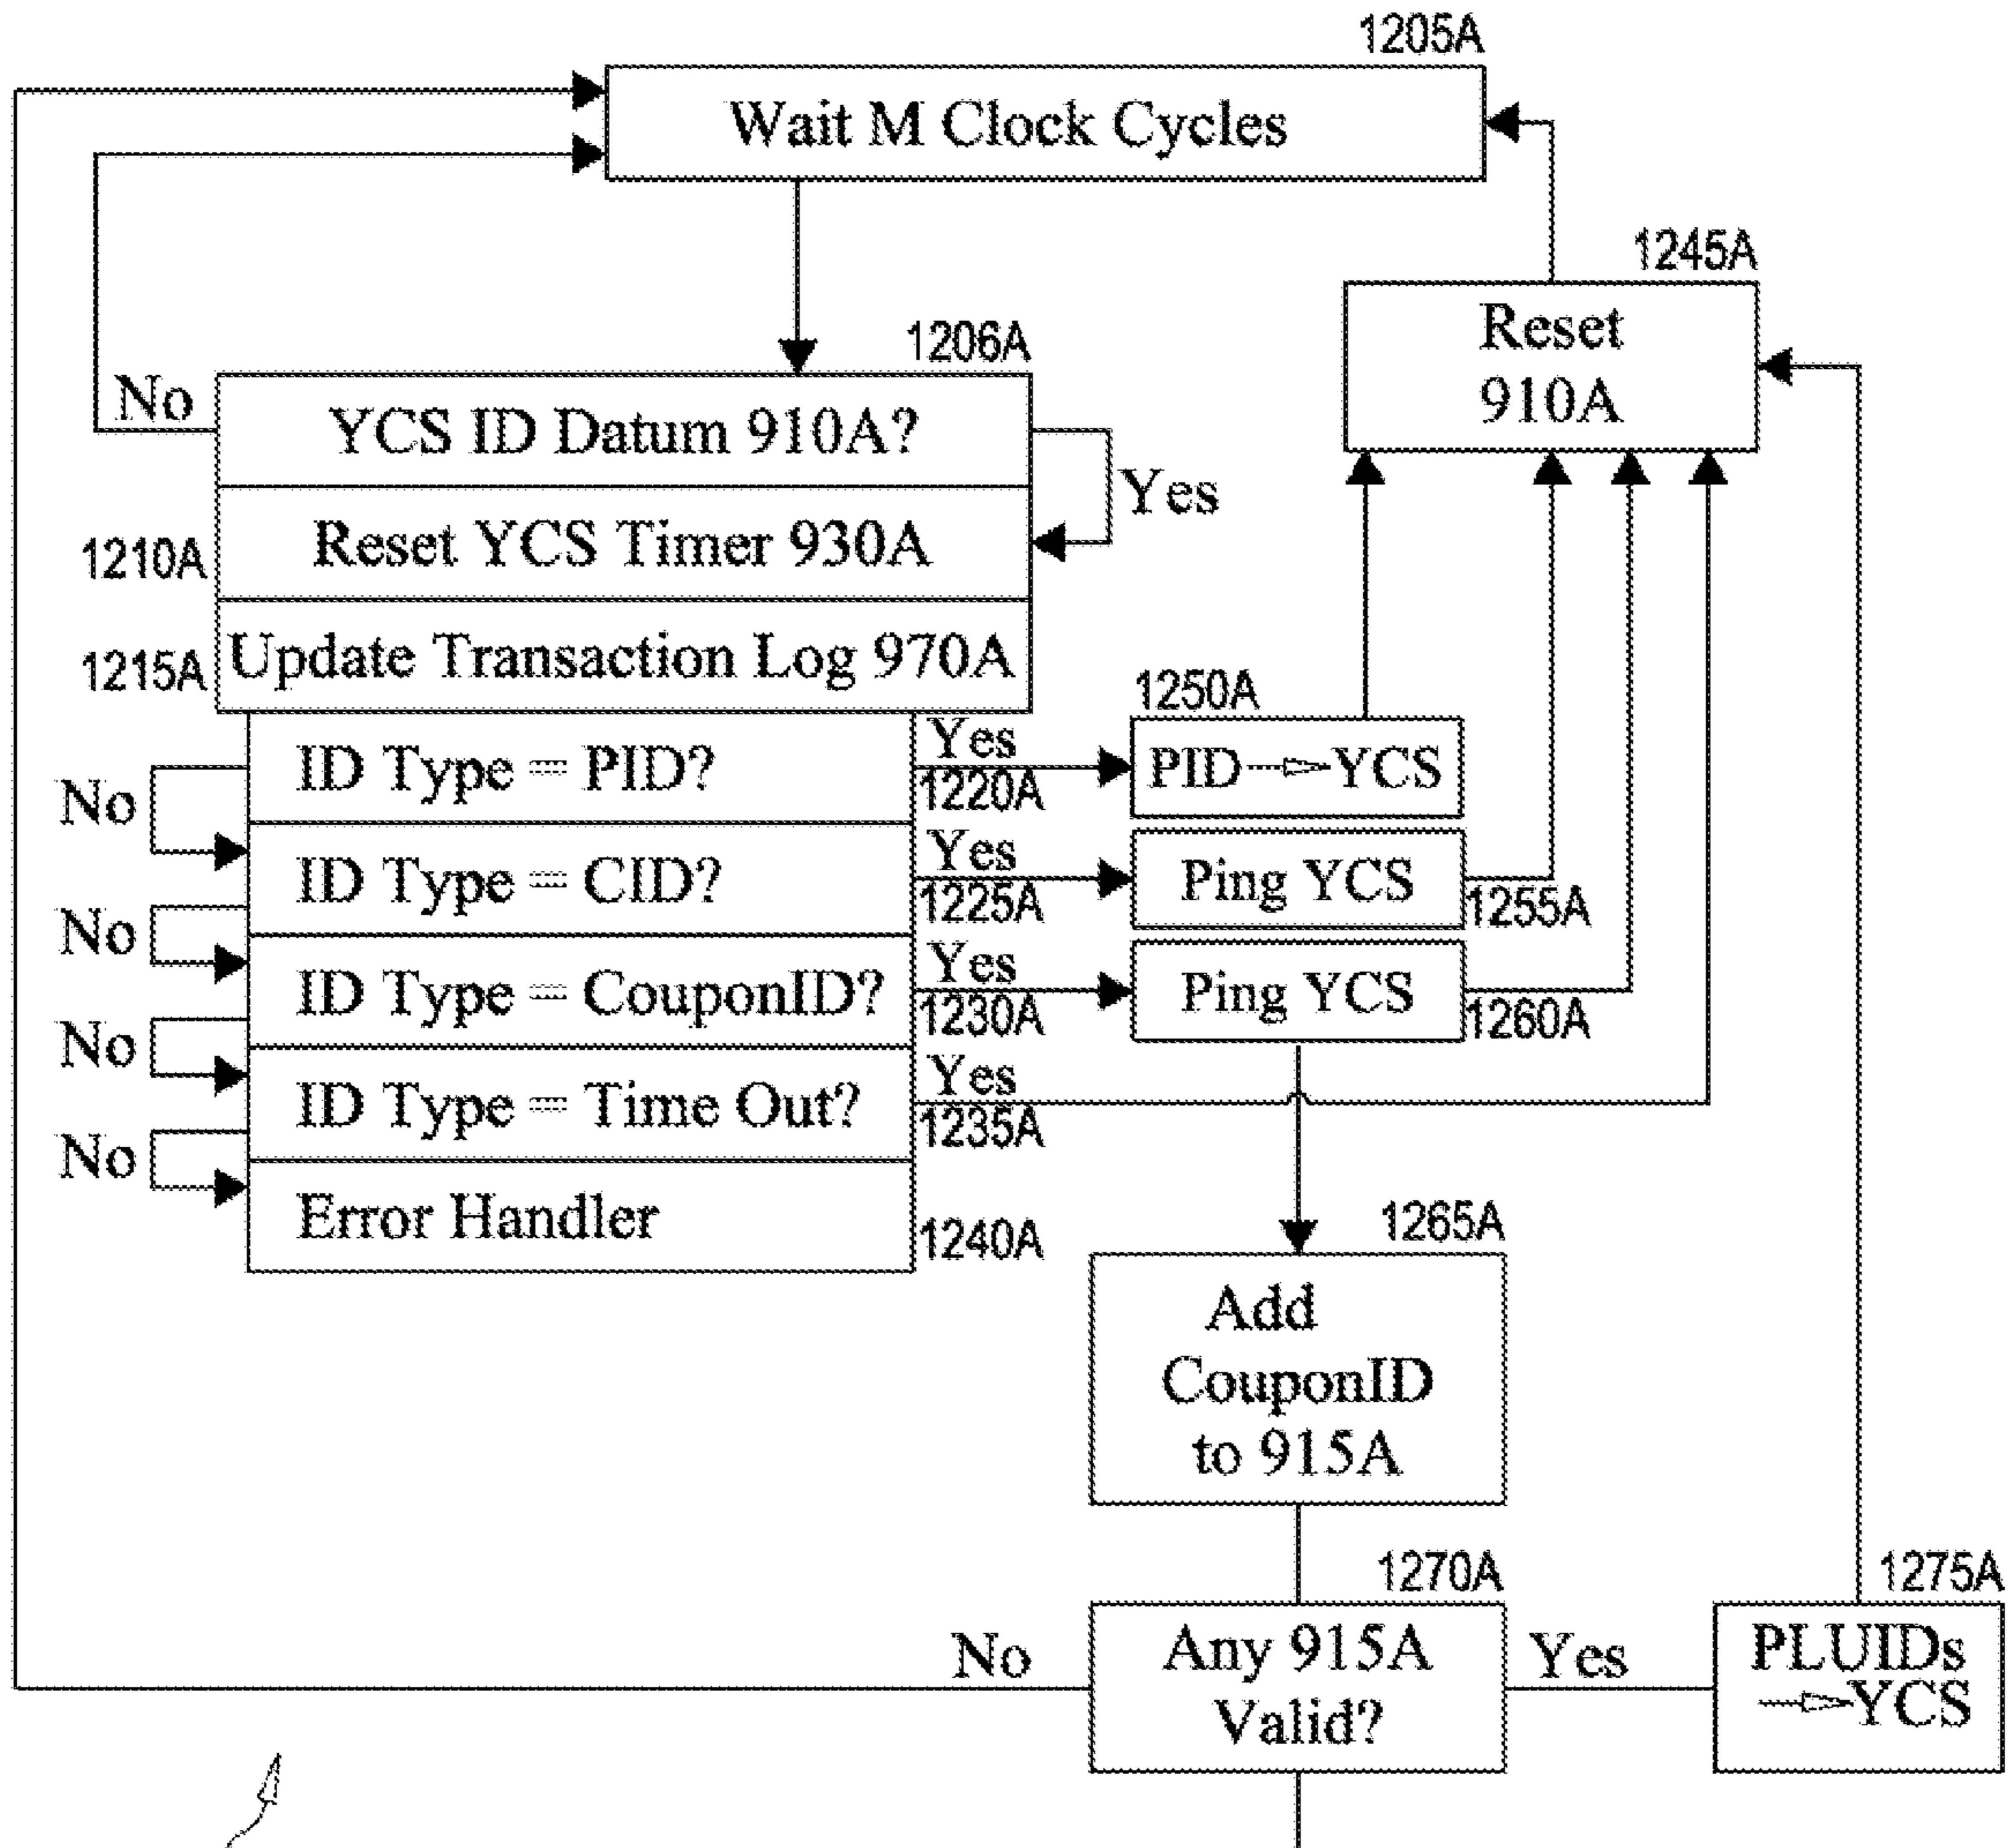 1205A
Wait M Clock Cycles
1245A
Reset
910A
1206A
No
YCS ID Datum 910A?
Yes
1210A
Reset YCS Timer 930A
1215A
Update Transaction Log 970A
1250A
ID Type = PID?
Yes
1220A
PID → YCS
No
ID Type = CID?
Yes
1225A
Ping YCS
1255A
No
ID Type = CouponID?
Yes
1230A
Ping YCS
1260A
No
ID Type = Time Out?
Yes
1235A
No
Error Handler
1240A
1265A
Add
CouponID
to 915A
1270A
No
Any 915A
Valid?
Yes
1275A
PLUIDs
→ YCS